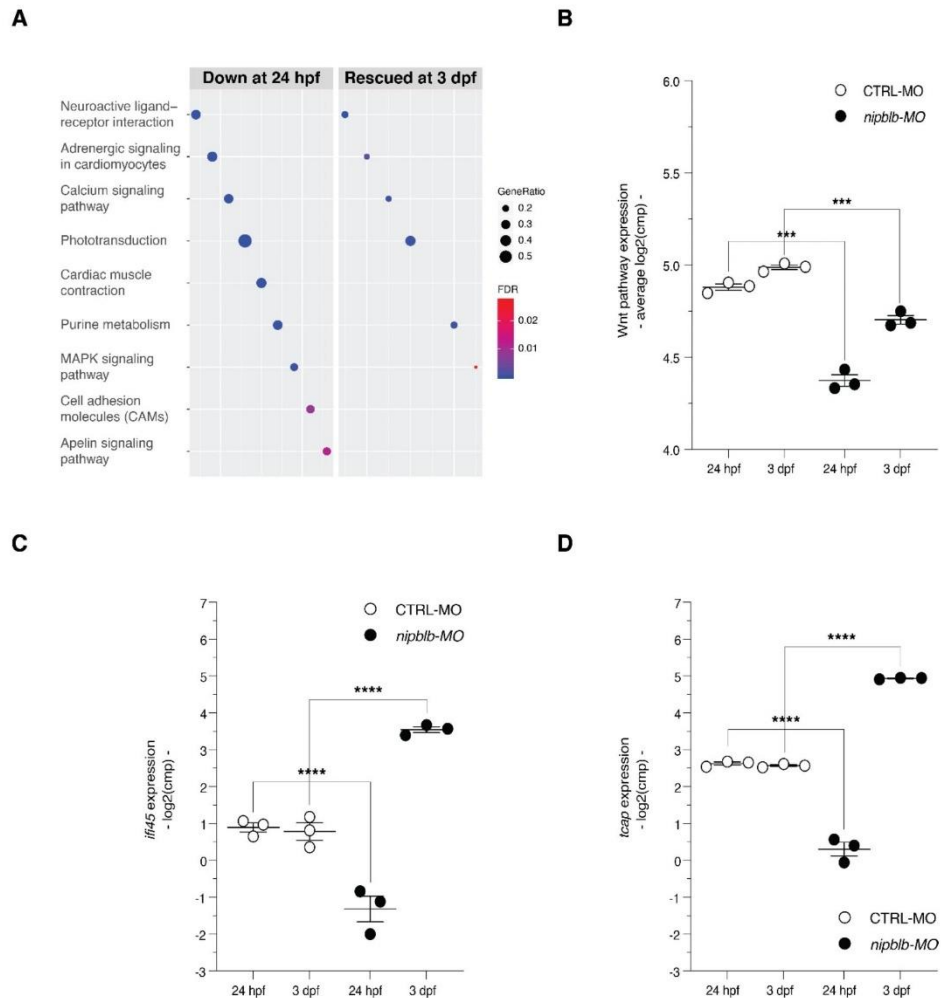 A
Down at 24 hpf
Rescued at 3 dpf
Neuroactive ligand–
receptor interaction
Adrenergic signaling
in cardiomyocytes
Calcium signaling
pathway
Phototransduction
Cardiac muscle
contraction
Purine metabolism
MAPK signaling
pathway
Cell adhesion
molecules (CAMs)
Apelin signaling
pathway
GeneRatio
0.2
0.3
0.4
0.5
FDR
0.02
0.01
B
CTRL-MO
nipblb-MO
Wnt pathway expression
- average log2(cmp) -
5.0
5.0
4.5
4.0
***
***
24 hpf
3 dpf
24 hpf
3 dpf
C
CTRL-MO
nipblb-MO
ifi45 expression
- log2(cmp) -
7
6
5
4
3
2
1
0
-1
-2
-3
****
****
24 hpf
3 dpf
24 hpf
3 dpf
D
tcap expression
- log2(cmp) -
7
6
5
4
3
2
1
0
-1
-2
-3
****
****
CTRL-MO
nipblb-MO
24 hpf
3 dpf
24 hpf
3 dpf